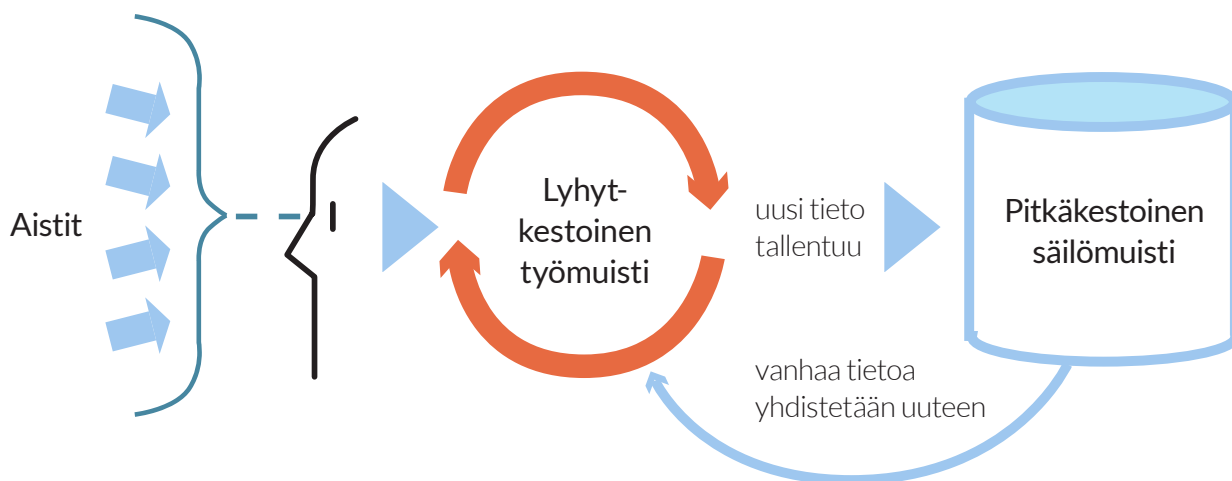 Aistit
Lyhyt-
kestoinen
työmuisti
uusi tieto
tallentuu
Pitkäkestoinen
säilömuisti
vanhaa tietoa
yhdistetään uuteen